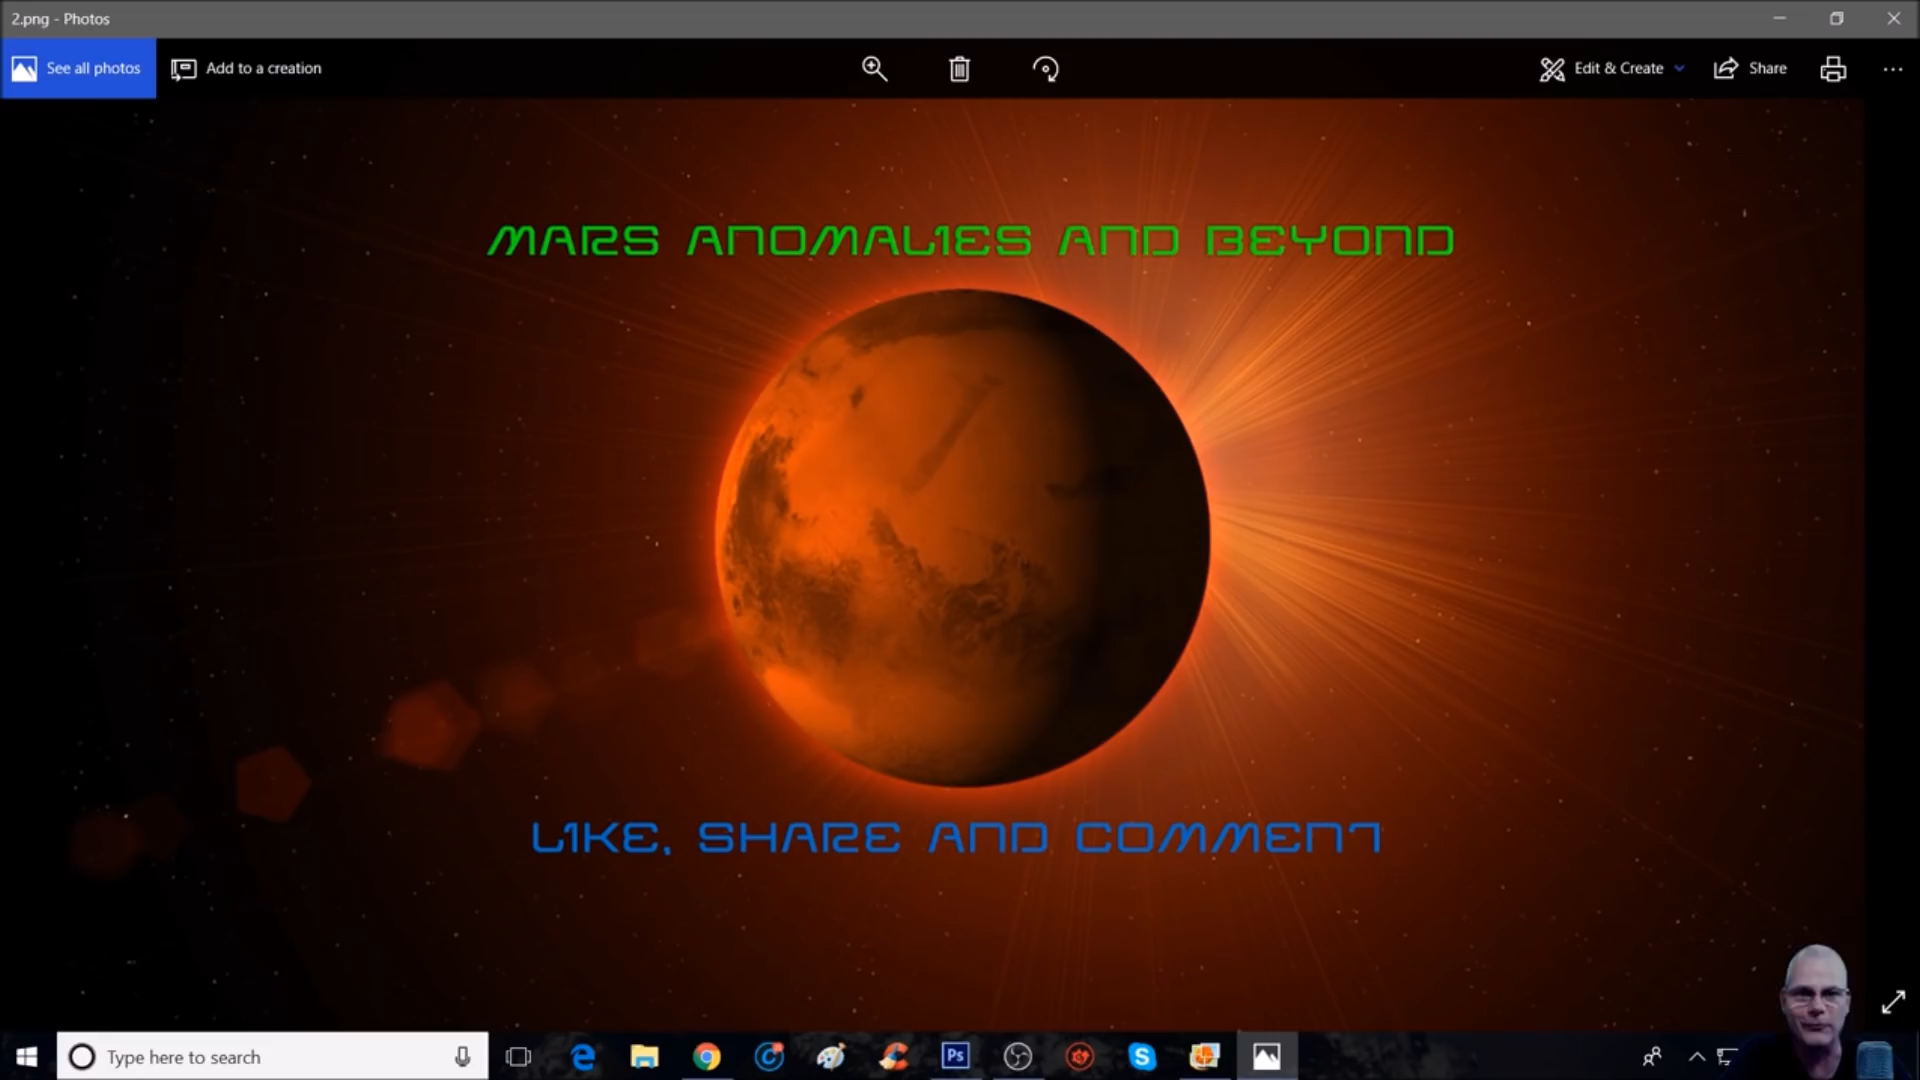 2.png - Photos
See all photos
Add to a creation
Edit & Create
Share
MARS ANOMALIES AND BEYOND
LIKE, SHARE AND COMMENT
Type here to search
Ps